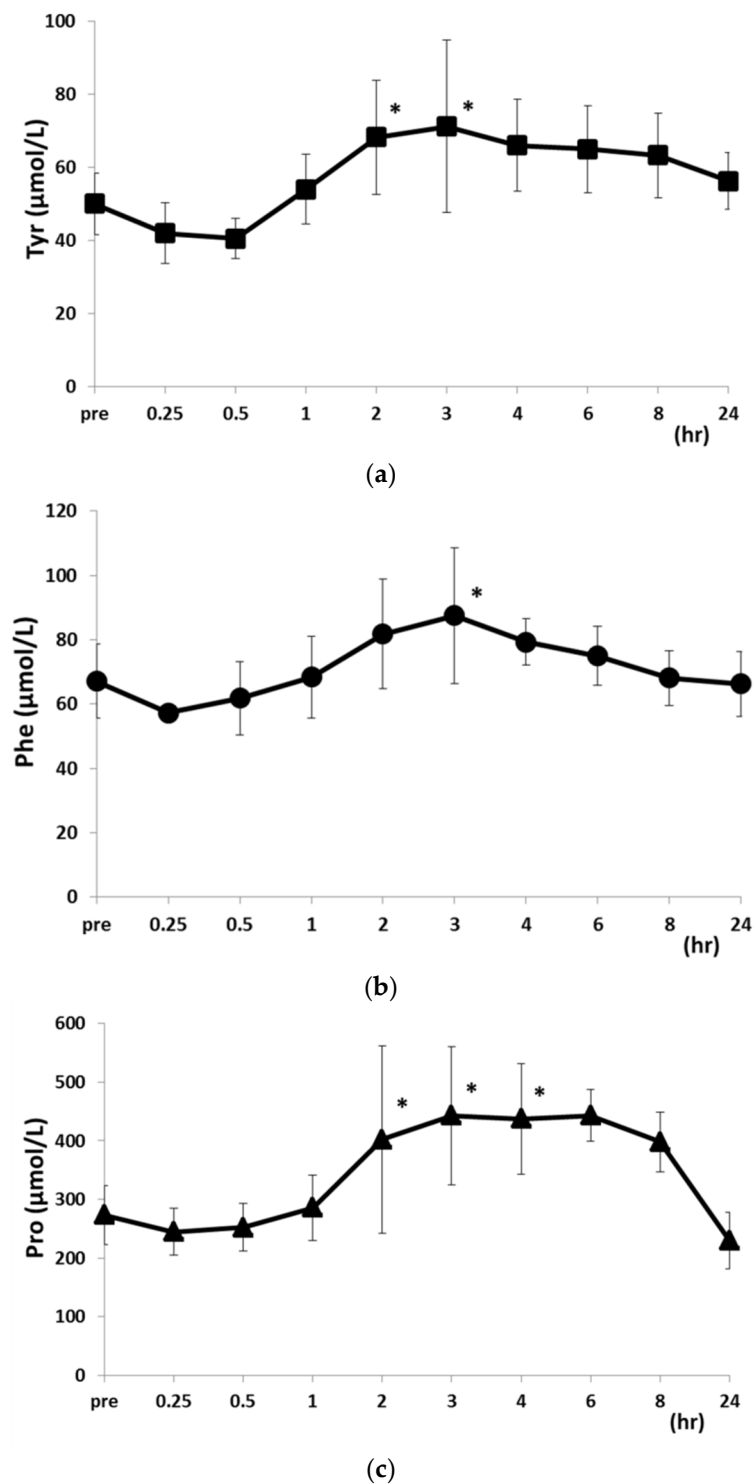 100
80
60
40
20
0
Tyr (µmol/L)
*
*
pre 0.25 0.5 1 2 3 4 6 8 24
(hr)
(a)
120
100
80
60
40
20
0
Phe (µmol/L)
*
pre 0.25 0.5 1 2 3 4 6 8 24
(hr)
(b)
600
500
400
300
200
100
0
Pro (µmol/L)
*
*
*
pre 0.25 0.5 1 2 3 4 6 8 24
(hr)
(c)